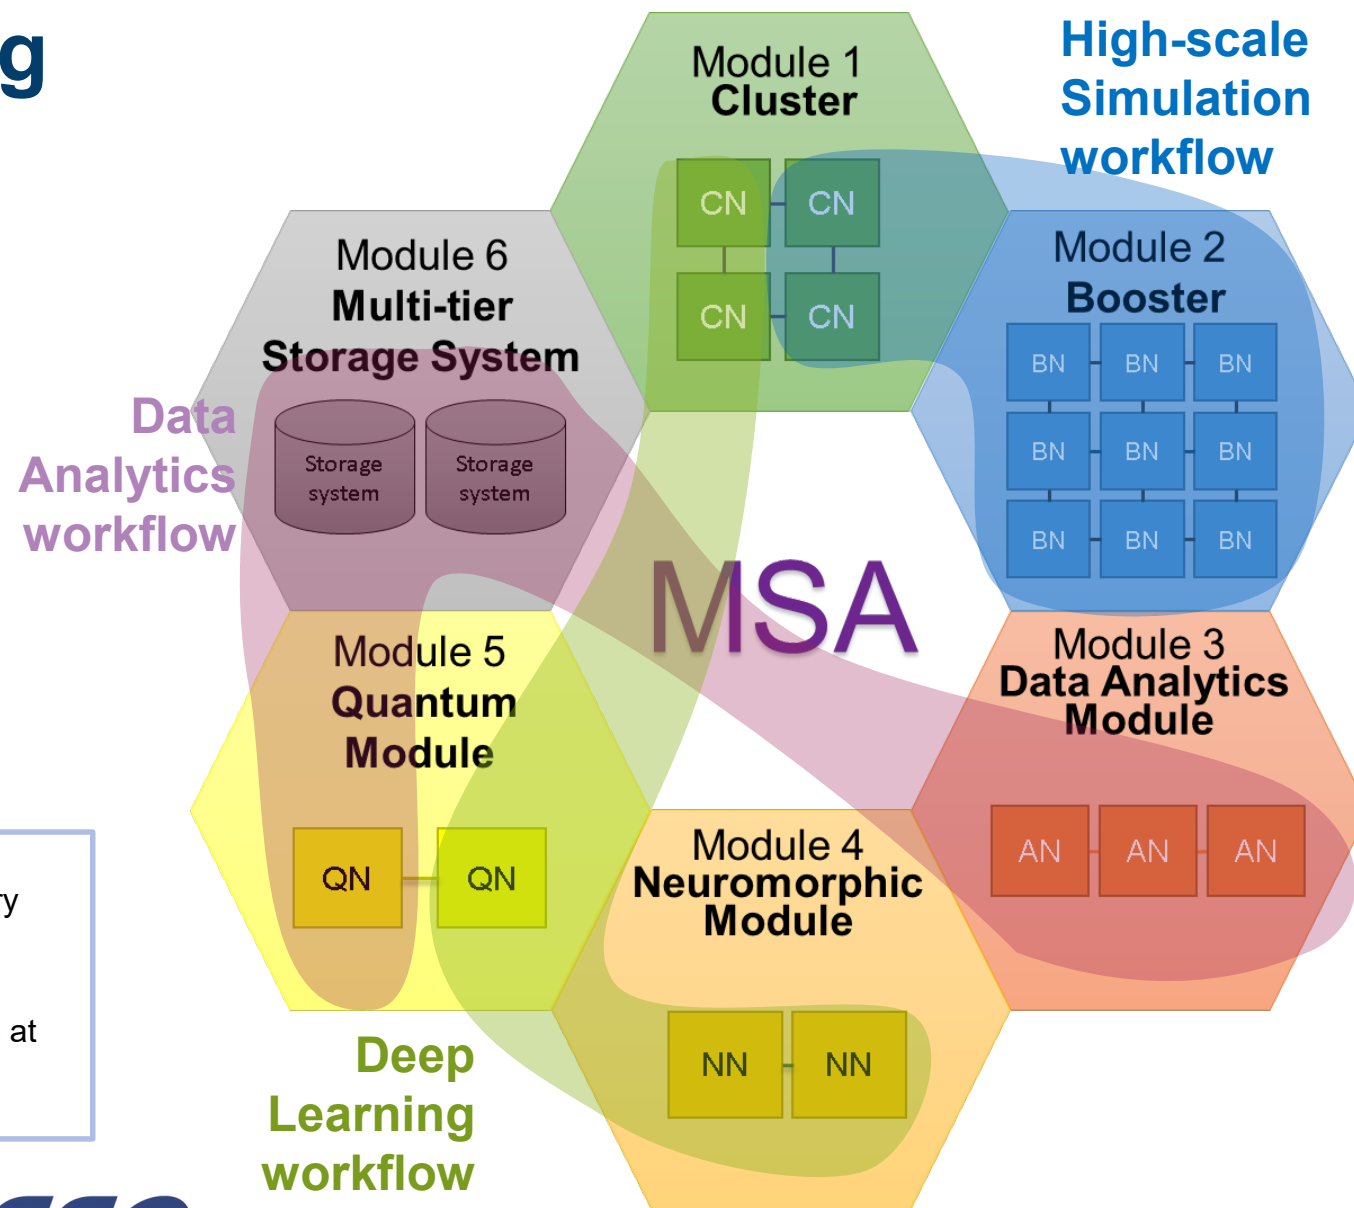 g
High-scale
Simulation
workflow
Module 1
Cluster
CN CN
CN CN
Module 2
Booster
BN BN BN
BN BN BN
BN BN BN
Module 6
Multi-tier
Storage System
Storage
system
Storage
system
Data
Analytics
workflow
MSA
Module 3
Data Analytics
Module
AN AN AN
Module 5
Quantum
Module
QN QN
Module 4
Neuromorphic
Module
NN NN
ry
at
Deep
Learning
workflow